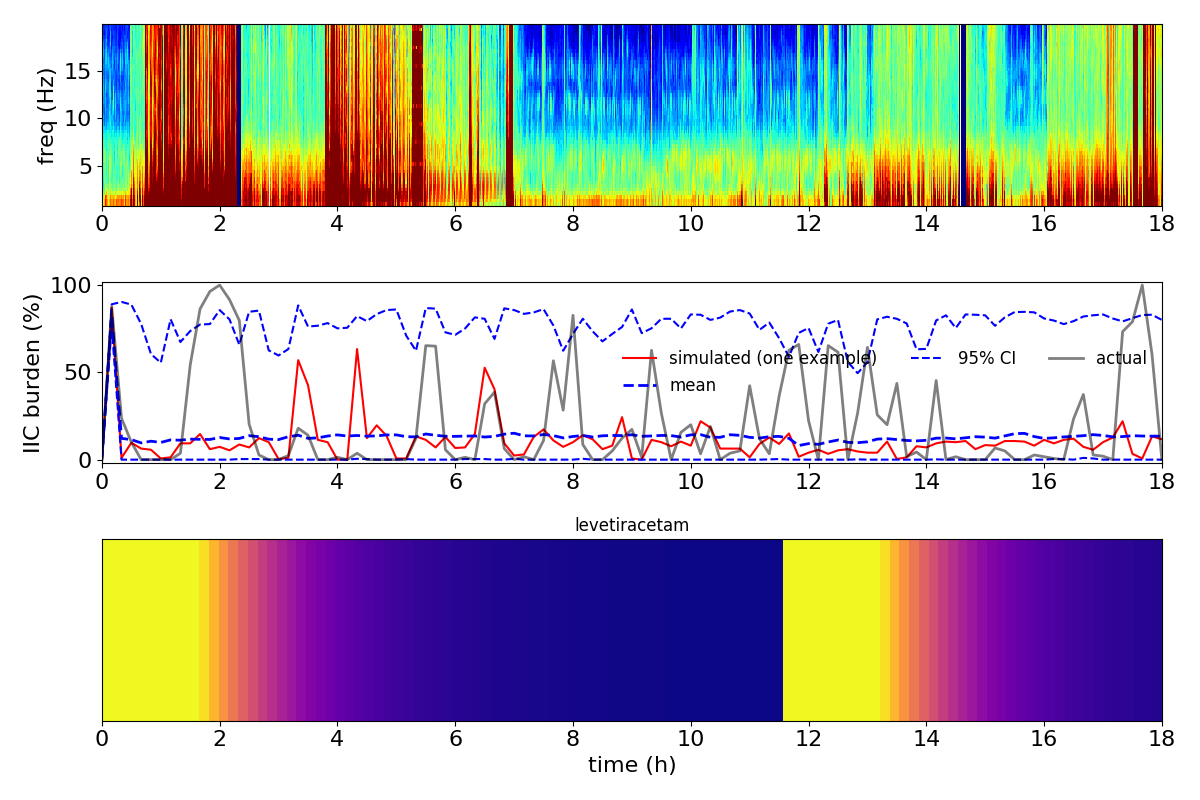 freq (Hz)
15
10
5
0 2 4 6 8 10 12 14 16 18
IIC burden (%)
100
50
0
simulated (one example) 95% CI actual
mean
0 2 4 6 8 10 12 14 16 18
levetiracetam
0 2 4 6 8 10 12 14 16 18
time (h)